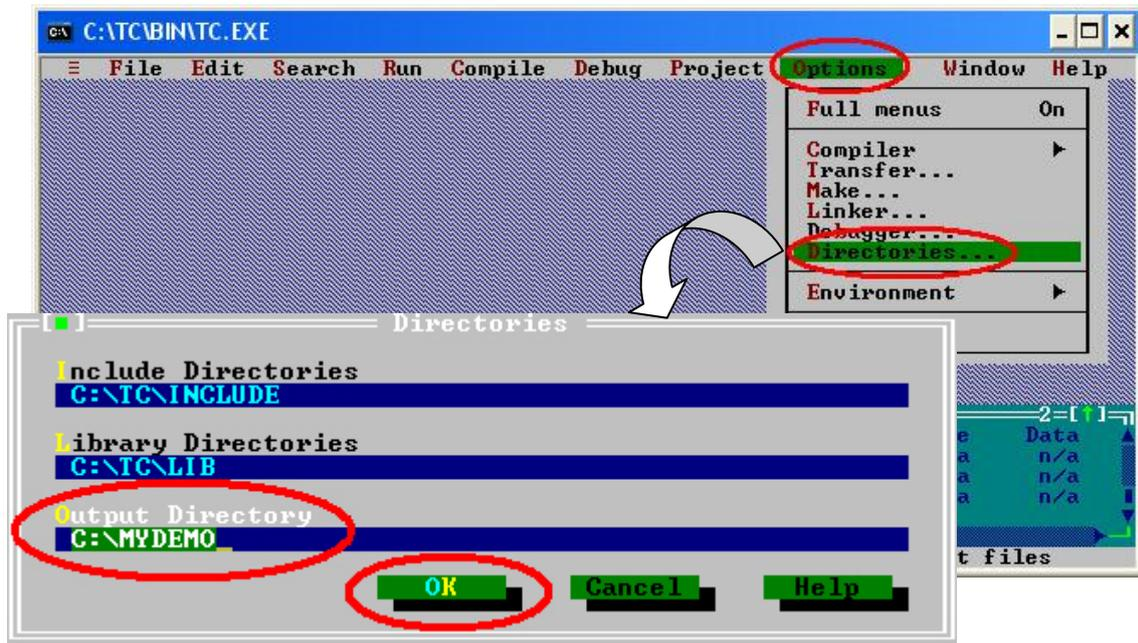 C:\TC\BIN\TC.EXE
≡ File Edit Search Run Compile Debug Project Options Window Help
Full menus On
Compiler
Transfer...
Make...
Linker...
Debugger...
Directories...
Environment
[■] Directories
Include Directories
C:\TC\INCLUDE
Library Directories
C:\TC\LIB
Output Directory
C:\MYDEMO_
OK Cancel Help
2=[↑]
e Data
a n/a
a n/a
a n/a
t files